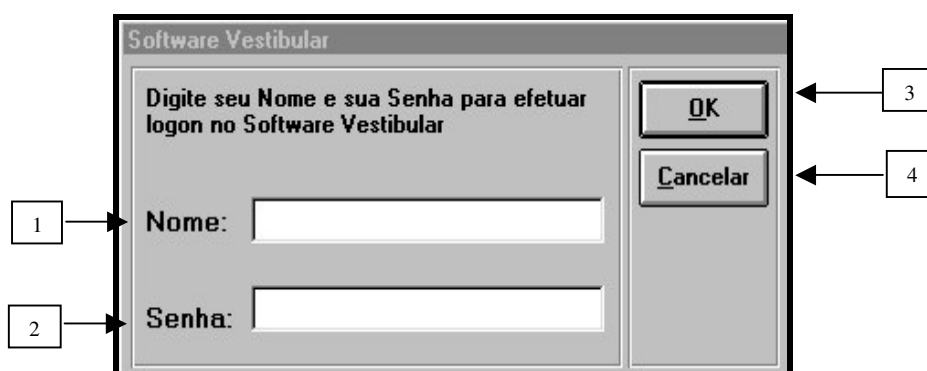 Software Vestibular
Digite seu Nome e sua Senha para efetuar
logon no Software Vestibular
OK
3
Cancelar
4
1
Nome:
2
Senha: